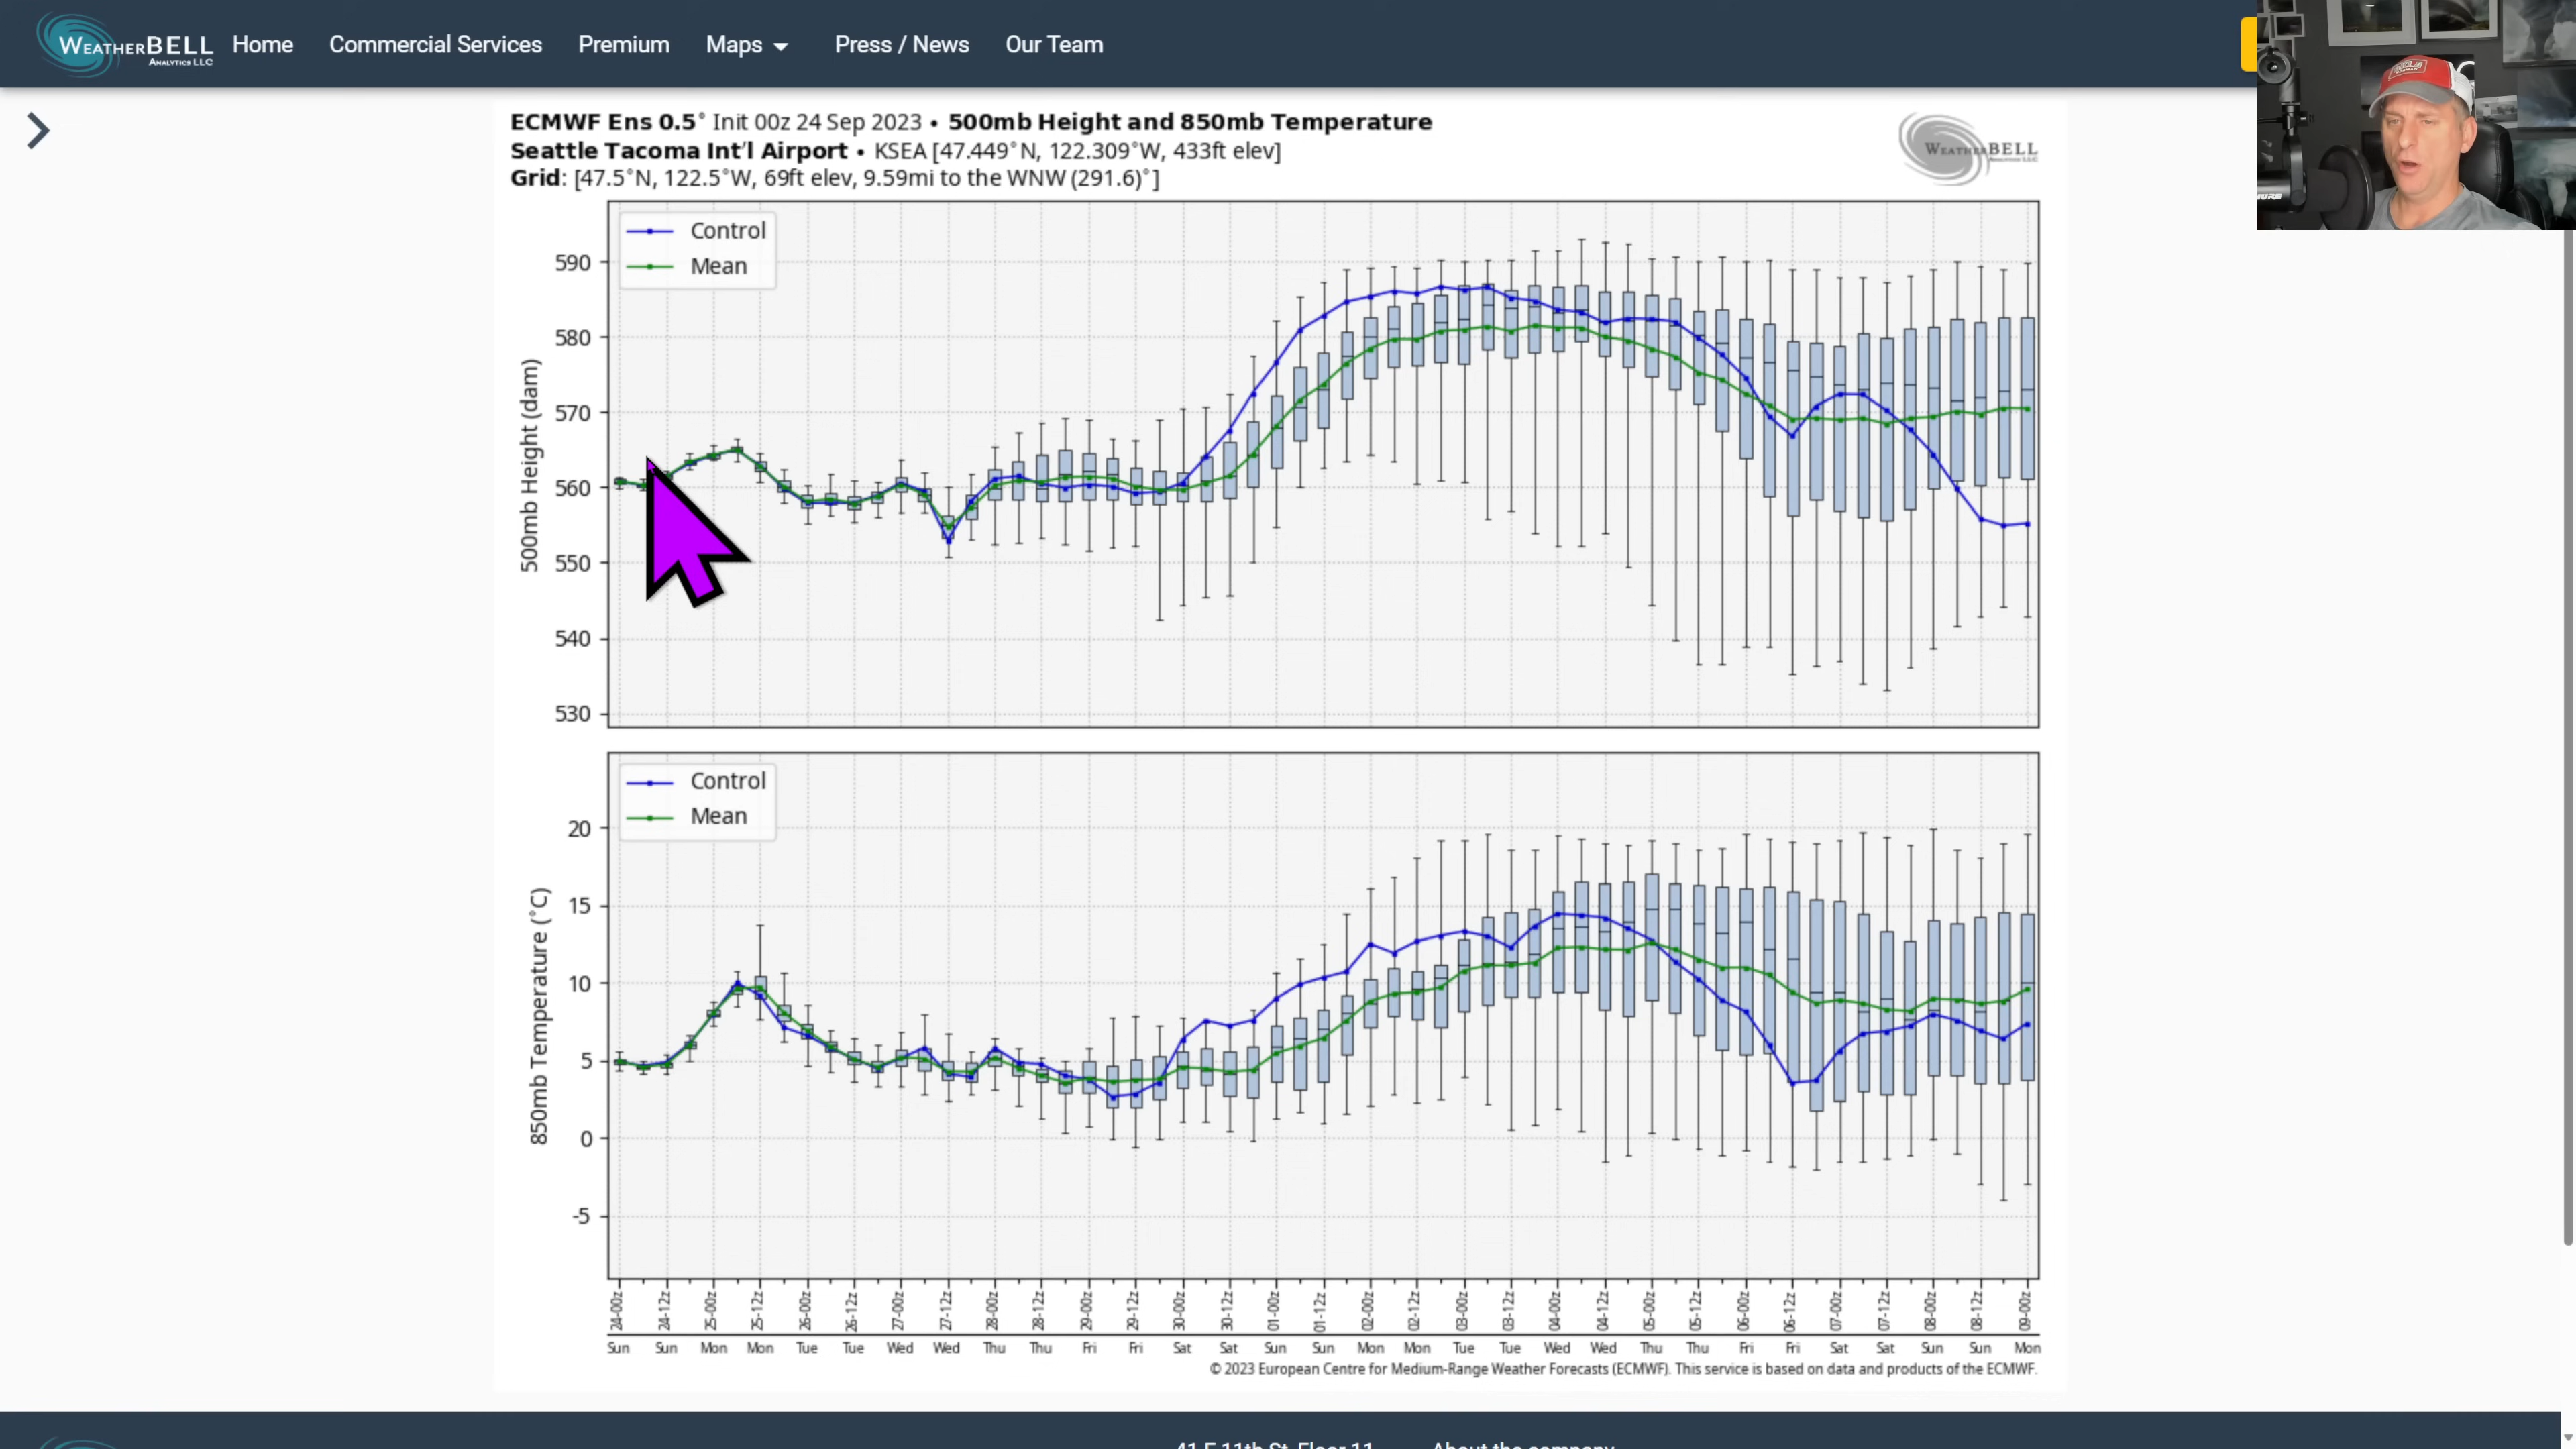 WEATHERBELL
ANALYTICS LLC
Home
Commercial Services
Premium
Maps
Press / News
Our Team
ECMWF Ens 0.5° Init 00z 24 Sep 2023 • 500mb Height and 850mb Temperature
Seattle Tacoma Int'l Airport • KSEA [47.449°N, 122.309°W, 433ft elev]
Grid: [47.5°N, 122.5°W, 69ft elev, 9.59mi to the WNW (291.6)°]
WEATHERBELL
Control
Mean
500mb Height (dam)
590
580
570
560
550
540
530
Control
Mean
850mb Temperature (°C)
20
15
10
5
0
-5
24-00z 24-12z 25-00z 25-12z 26-00z 26-12z 27-00z 27-12z 28-00z 28-12z 29-00z 29-12z 30-00z 30-12z 01-00z 01-12z 02-00z 02-12z 03-00z 03-12z 04-00z 04-12z 05-00z 05-12z 06-00z 06-12z 07-00z 07-12z 08-00z 08-12z 09-00z
Sun Sun Mon Mon Tue Tue Wed Wed Thu Thu Fri Fri Sat Sat Sun Sun Mon Mon Tue Tue Wed Wed Thu Thu Fri Fri Sat Sat Sun Sun Mon
© 2023 European Centre for Medium-Range Weather Forecasts (ECMWF). This service is based on data and products of the ECMWF.
41 E 11th St. Floor 11
About the company